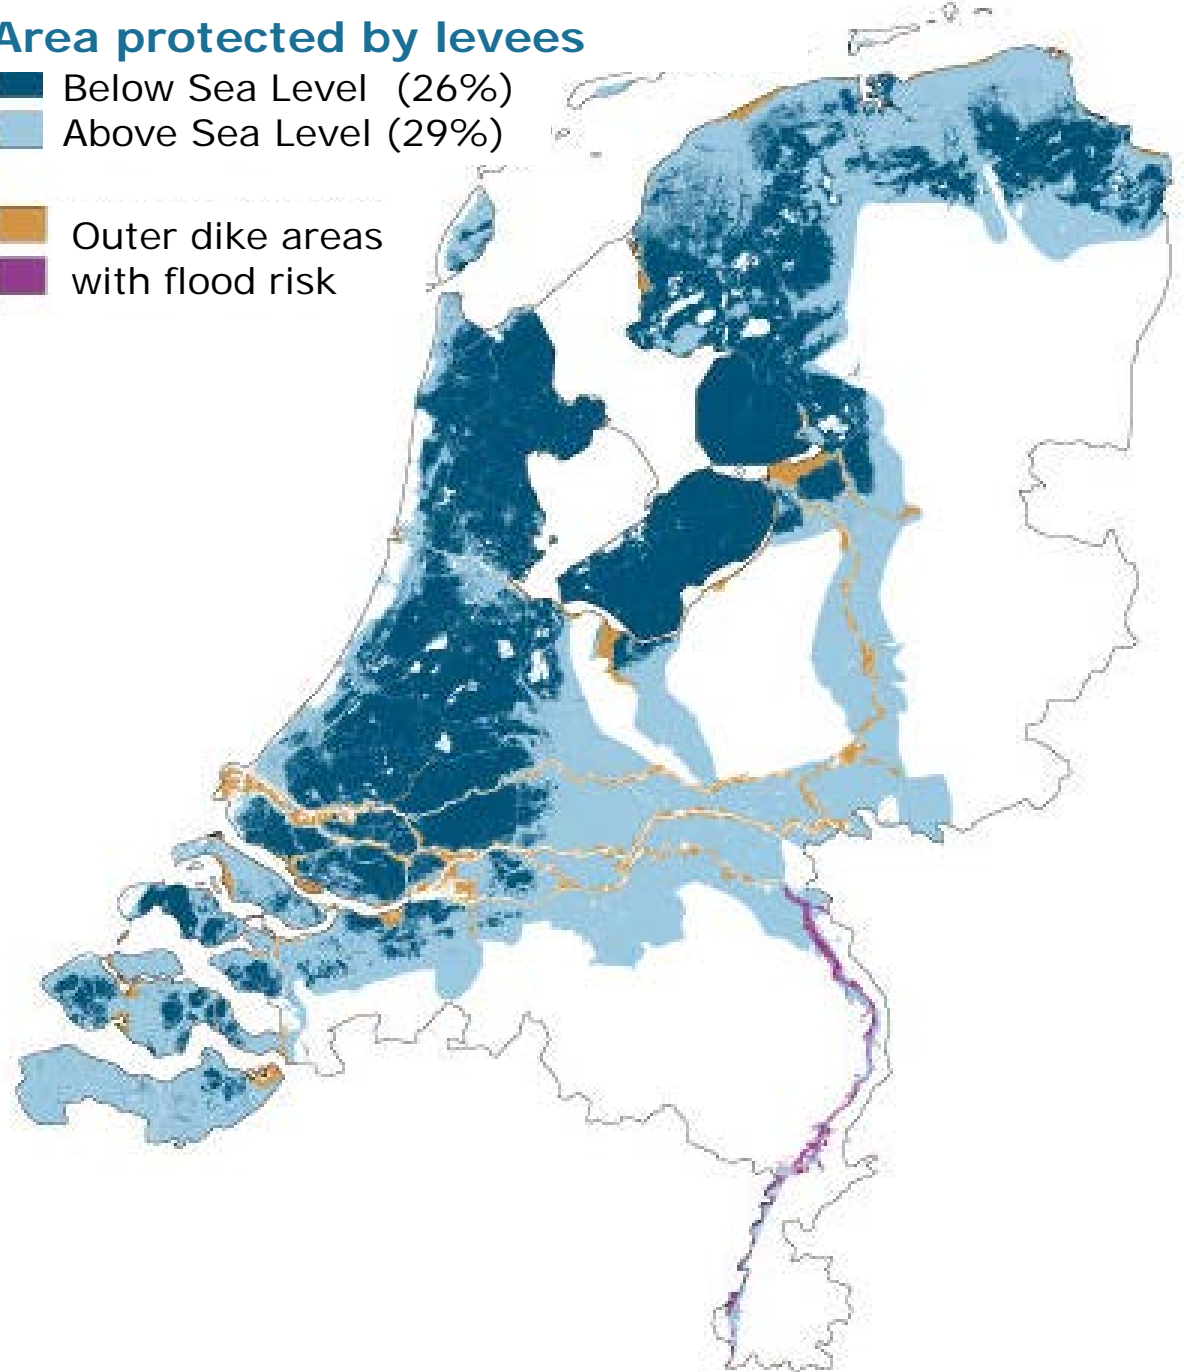 Area protected by levees
Below Sea Level (26%)
Above Sea Level (29%)
Outer dike areas
with flood risk